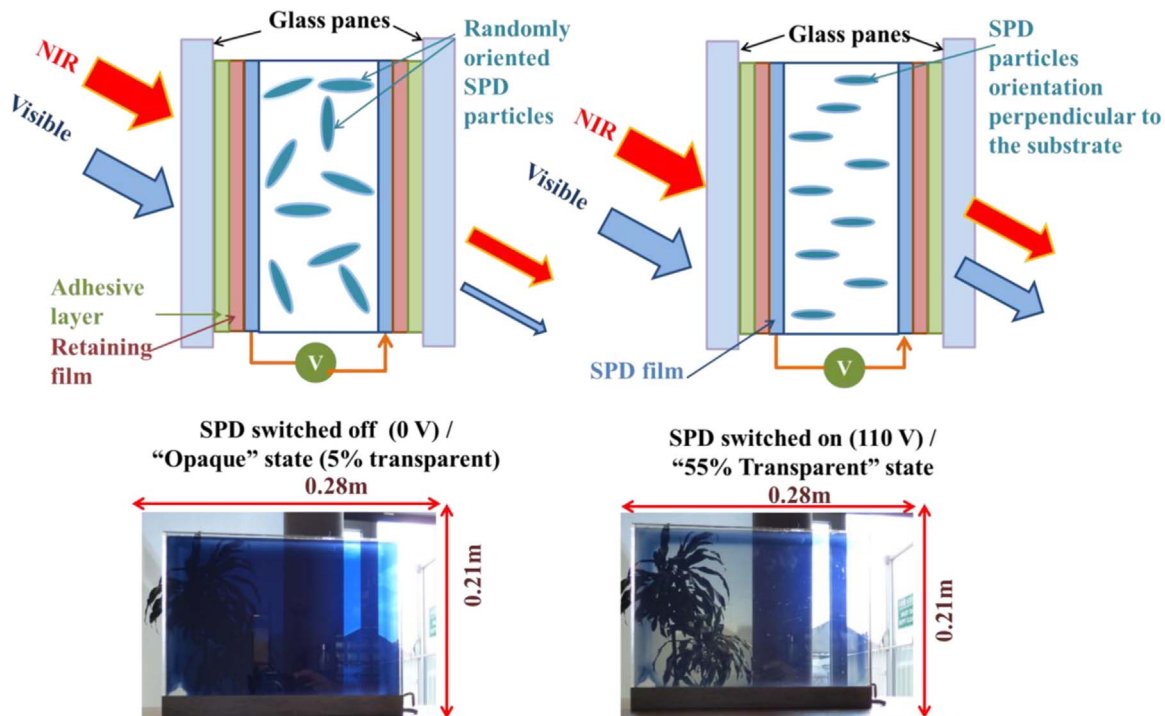 Glass panes
NIR
Visible
Randomly
oriented
SPD
particles
Adhesive
layer
Retaining
film
V
Glass panes
NIR
Visible
SPD
particles
orientation
perpendicular to
the substrate
SPD film
V
SPD switched off (0 V) /
“Opaque” state (5% transparent)
0.28m
0.21m
SPD switched on (110 V) /
“55% Transparent” state
0.28m
0.21m